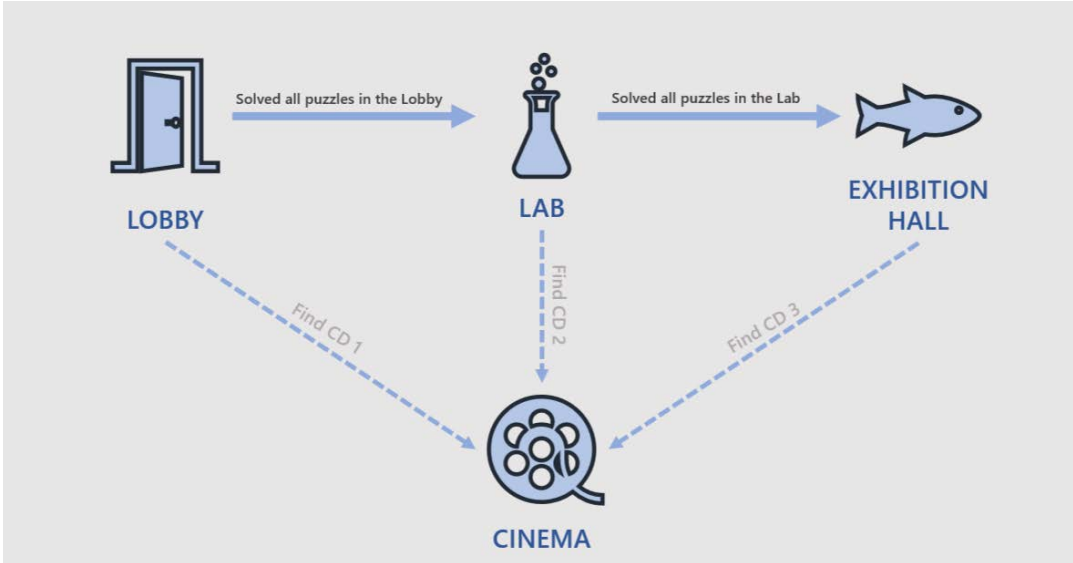 Solved all puzzles in the Lobby
Solved all puzzles in the Lab
LOBBY
LAB
EXHIBITION
HALL
Find CD 1
Find CD 2
Find CD 3
CINEMA